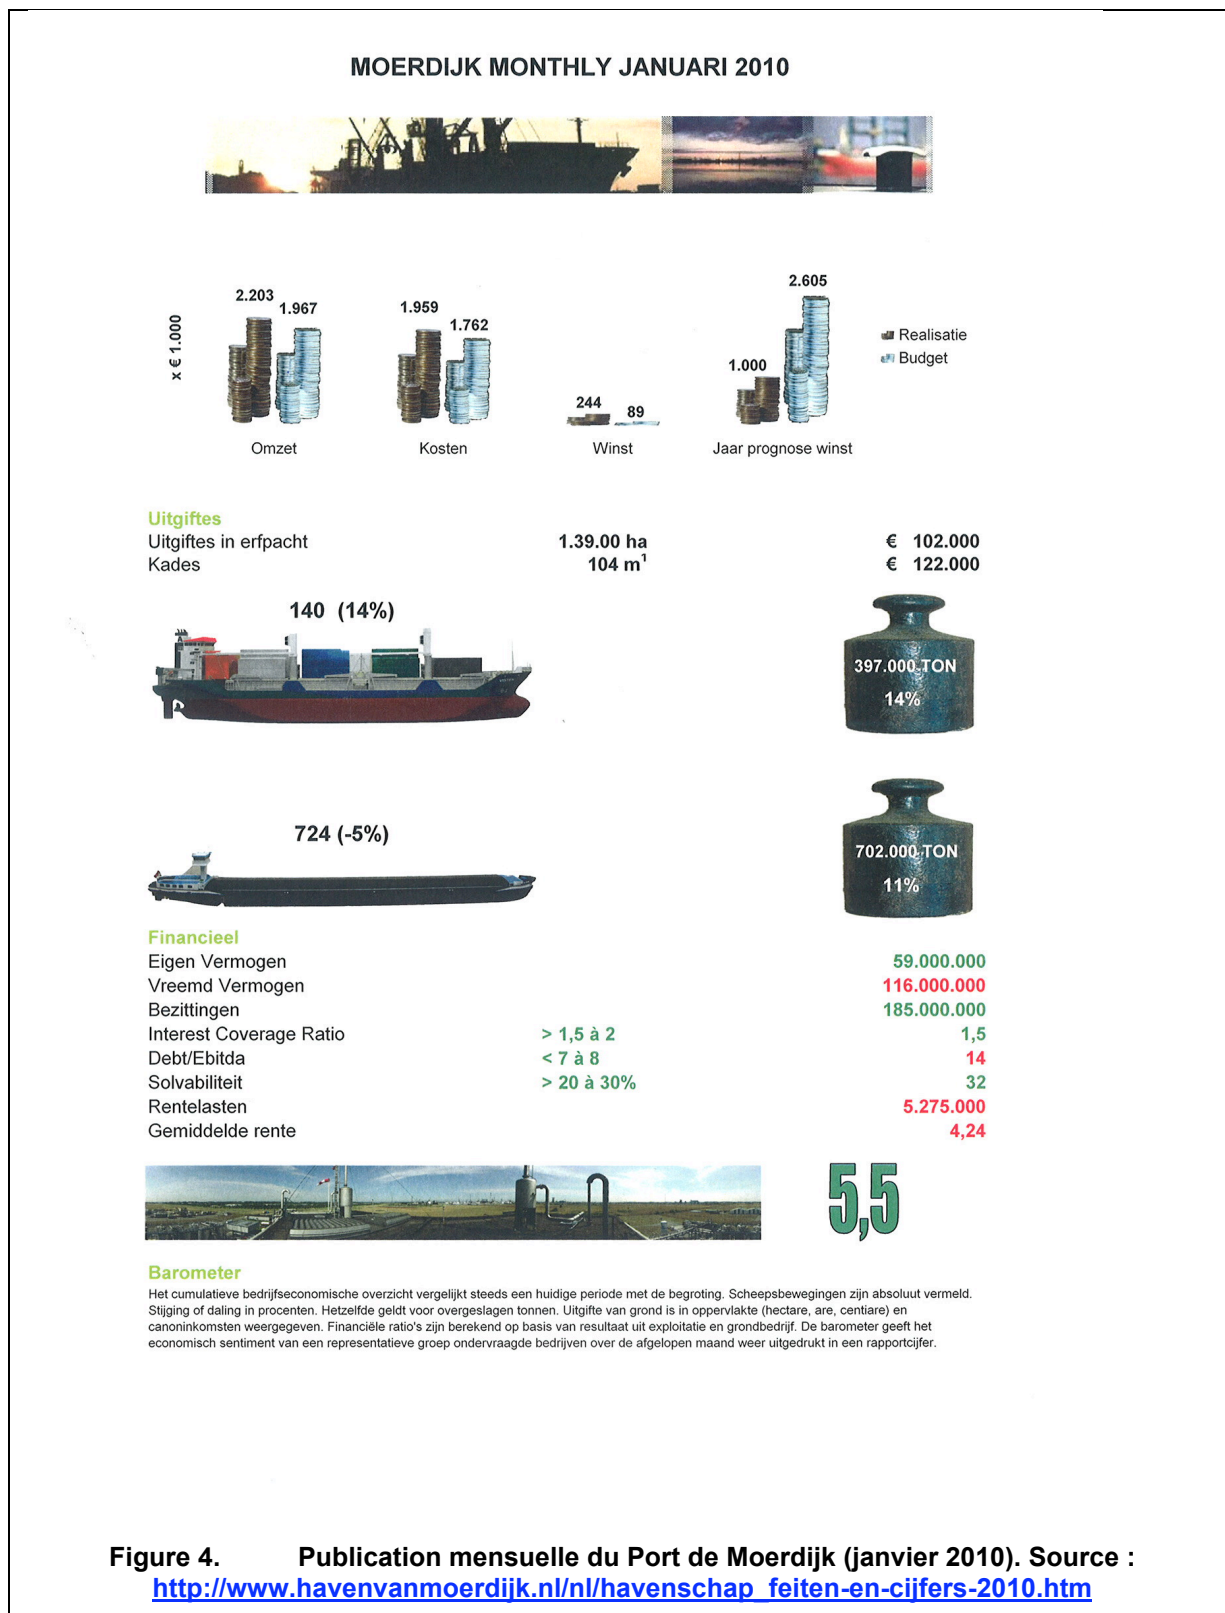 MOERDIJK MONTHLY JANUARI 2010
x € 1.000
2.203
1.967
1.959
1.762
244
89
1.000
2.605
Realisatie
Budget
Omzet
Kosten
Winst
Jaar prognose winst
Uitgiftes
Uitgiftes in erfpacht 1.39.00 ha € 102.000
Kades 104 m¹ € 122.000
140 (14%)
397.000 TON
14%
724 (-5%)
702.000 TON
11%
Financieel
Eigen Vermogen 59.000.000
Vreemd Vermogen 116.000.000
Bezittingen 185.000.000
Interest Coverage Ratio > 1,5 à 2 1,5
Debt/Ebitda < 7 à 8 14
Solvabiliteit > 20 à 30% 32
Rentelasten 5.275.000
Gemiddelde rente 4,24
5,5
Barometer
Het cumulatieve bedrijfseconomische overzicht vergelijkt steeds een huidige periode met de begroting. Scheepsbewegingen zijn absoluut vermeld.
Stijging of daling in procenten. Hetzelfde geldt voor overgeslagen tonnen. Uitgifte van grond is in oppervlakte (hectare, are, centiare) en
canoninkomsten weergegeven. Financiële ratio's zijn berekend op basis van resultaat uit exploitatie en grondbedrijf. De barometer geeft het
economisch sentiment van een representatieve groep ondervraagde bedrijven over de afgelopen maand weer uitgedrukt in een rapportcijfer.
Figure 4. Publication mensuelle du Port de Moerdijk (janvier 2010). Source :
http://www.havenvanmoerdijk.nl/nl/havenschap_feiten-en-cijfers-2010.htm